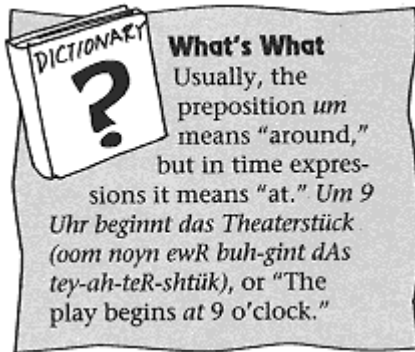 DICTIONARY
?
What's What
Usually, the
preposition um
means "around,"
but in time expres-
sions it means "at." Um 9
Uhr beginnt das Theaterstück
(oom noyn ewR buh-gint dAs
tey-ah-teR-shtük), or "The
play begins at 9 o'clock."